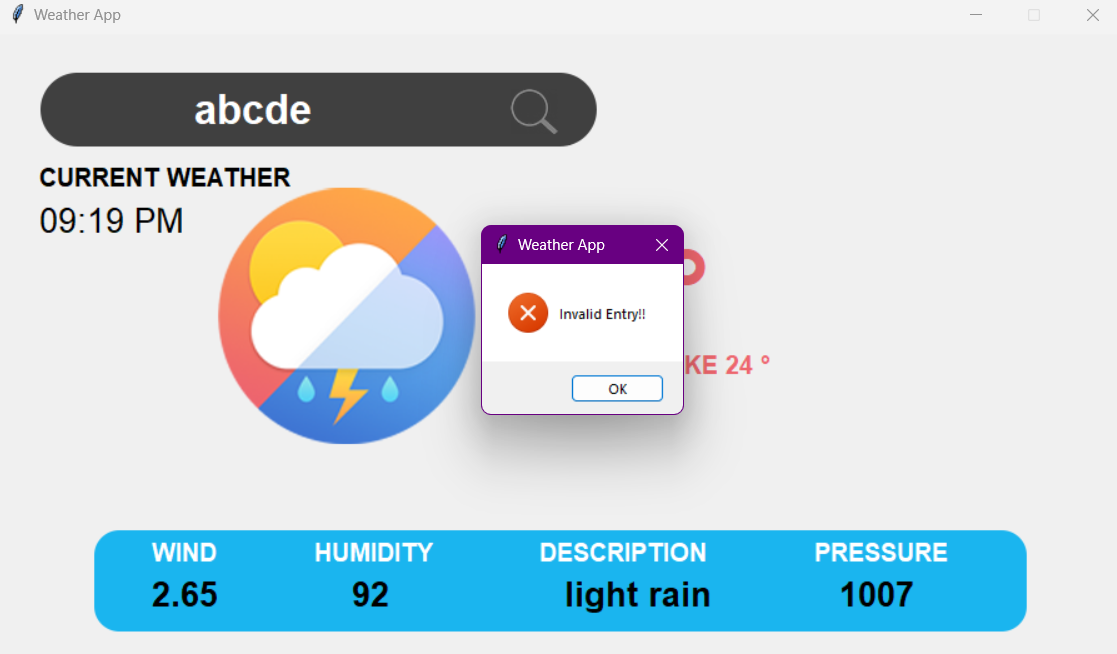 Weather App
abcde
CURRENT WEATHER
09:19 PM
Weather App
Invalid Entry!!
OK
KE 24 °
WIND HUMIDITY DESCRIPTION PRESSURE
2.65 92 light rain 1007